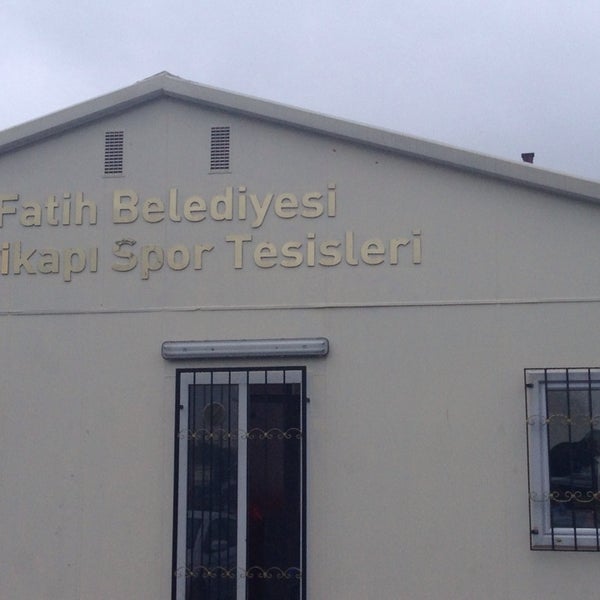 Fatih Belediyesi
ikapı Spor Tesisleri